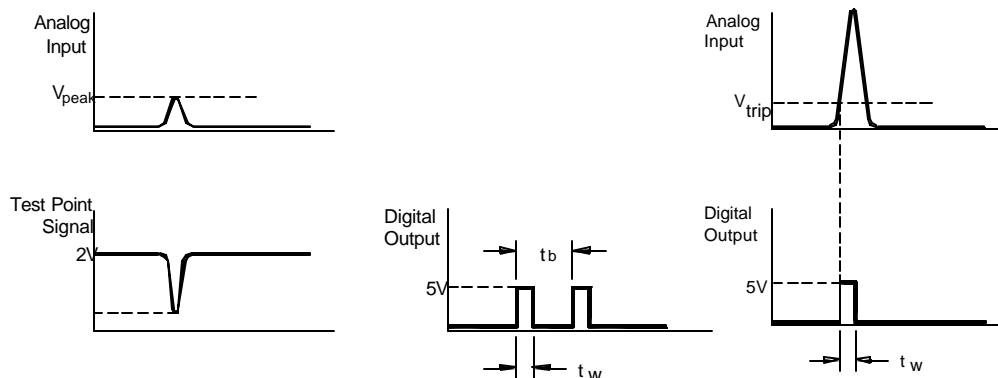 Analog
Input
Vpeak
Test Point
Signal
2V
Digital
Output
tb
5V
tw
Analog
Input
Vtrip
Digital
Output
5V
tw